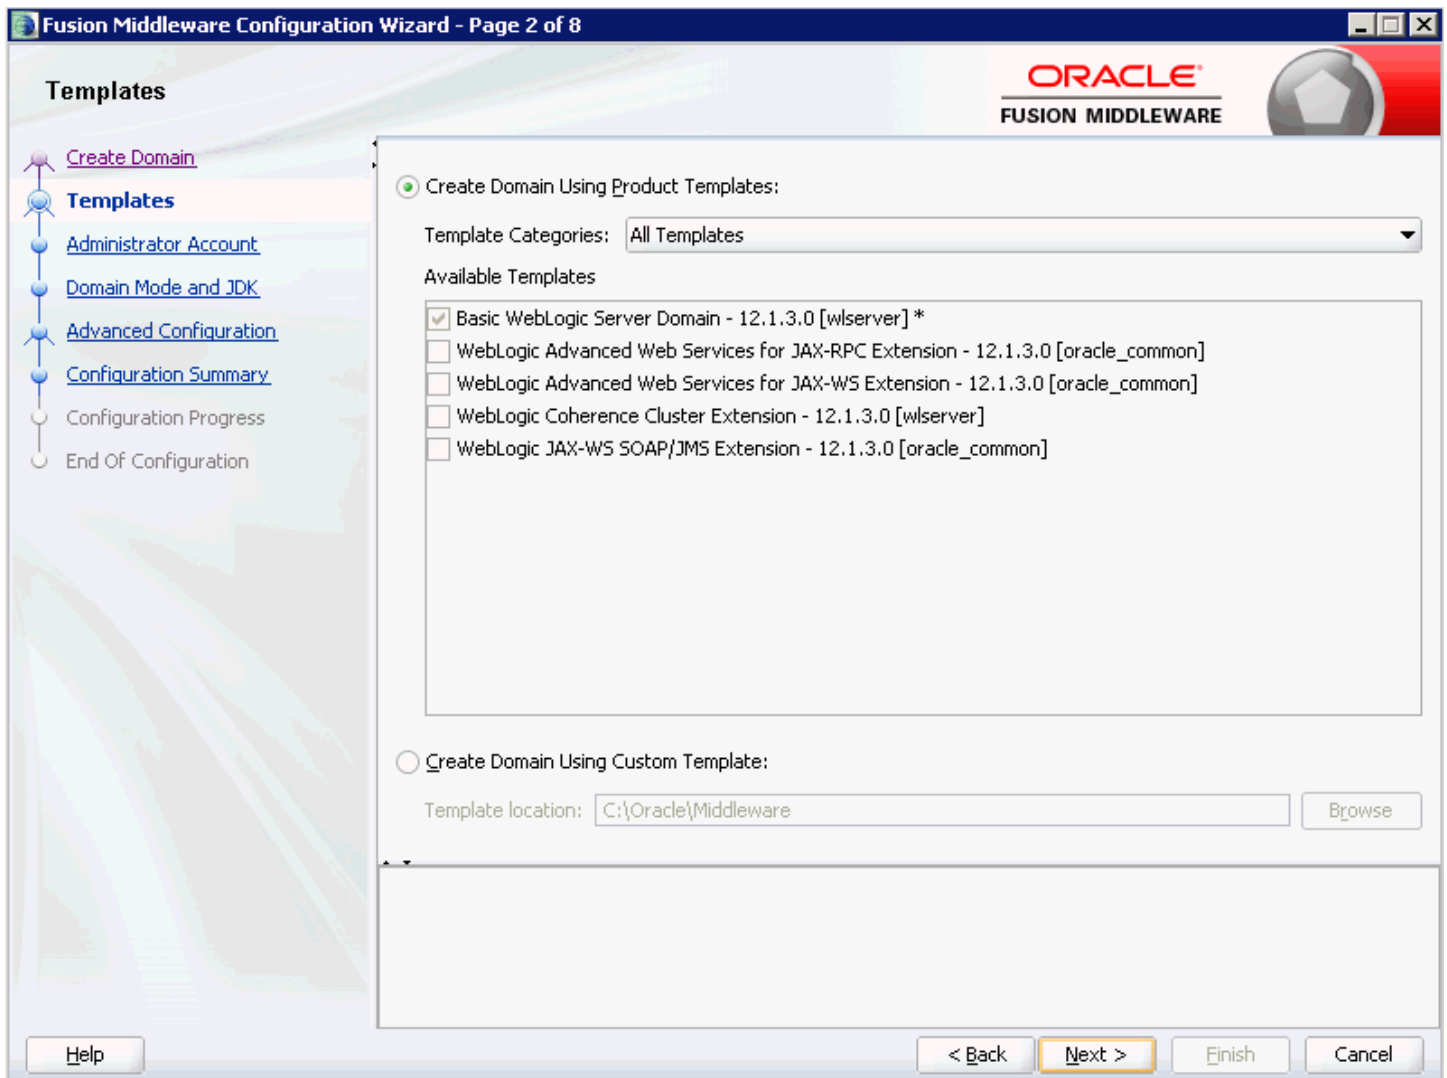 Fusion Middleware Configuration Wizard - Page 2 of 8
Templates
ORACLE
FUSION MIDDLEWARE
Create Domain
Templates
Administrator Account
Domain Mode and JDK
Advanced Configuration
Configuration Summary
Configuration Progress
End Of Configuration
Create Domain Using Product Templates:
Template Categories: All Templates
Available Templates
Basic WebLogic Server Domain - 12.1.3.0 [wlserver] *
WebLogic Advanced Web Services for JAX-RPC Extension - 12.1.3.0 [oracle_common]
WebLogic Advanced Web Services for JAX-WS Extension - 12.1.3.0 [oracle_common]
WebLogic Coherence Cluster Extension - 12.1.3.0 [wlserver]
WebLogic JAX-WS SOAP/JMS Extension - 12.1.3.0 [oracle_common]
Create Domain Using Custom Template:
Template location: C:\Oracle\Middleware Browse
Help < Back Next > Finish Cancel